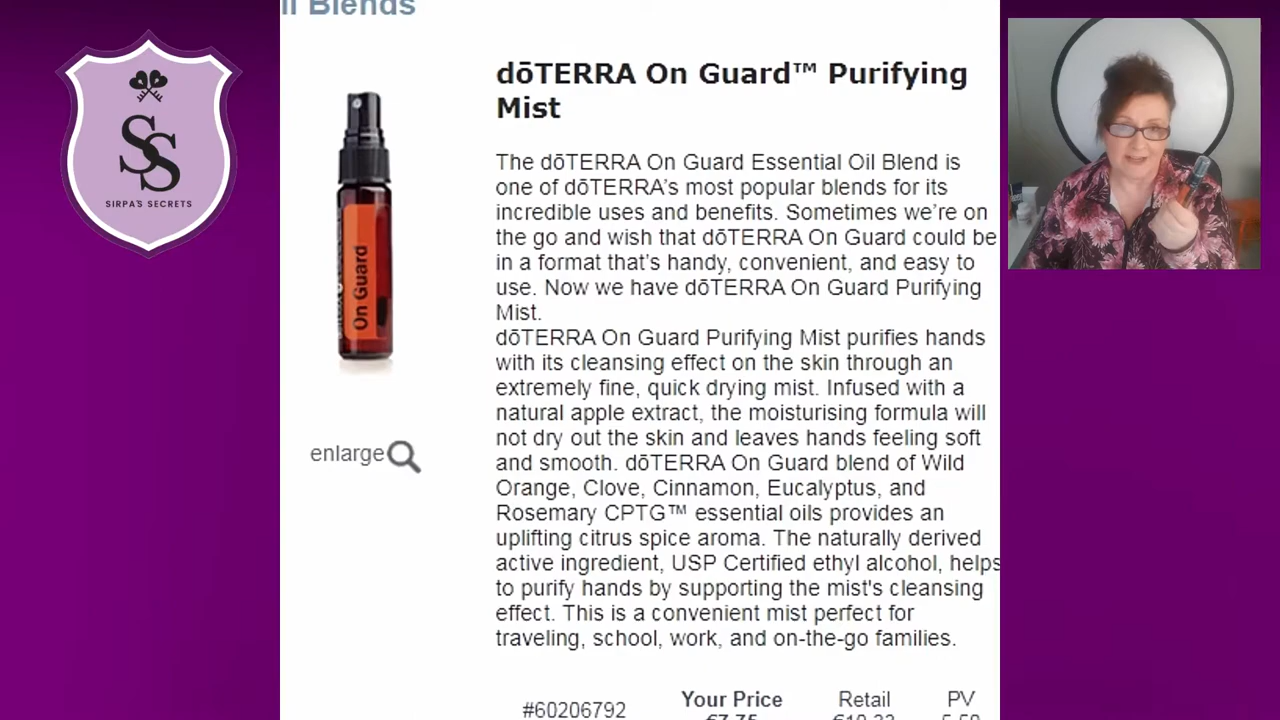 il Blends
SS
SIRPA'S SECRETS
On Guard
enlarge
dōTERRA On Guard™ Purifying
Mist
The dōTERRA On Guard Essential Oil Blend is
one of dōTERRA's most popular blends for its
incredible uses and benefits. Sometimes we're on
the go and wish that dōTERRA On Guard could be
in a format that's handy, convenient, and easy to
use. Now we have dōTERRA On Guard Purifying
Mist.
dōTERRA On Guard Purifying Mist purifies hands
with its cleansing effect on the skin through an
extremely fine, quick drying mist. Infused with a
natural apple extract, the moisturising formula will
not dry out the skin and leaves hands feeling soft
and smooth. dōTERRA On Guard blend of Wild
Orange, Clove, Cinnamon, Eucalyptus, and
Rosemary CPTG™ essential oils provides an
uplifting citrus spice aroma. The naturally derived
active ingredient, USP Certified ethyl alcohol, helps
to purify hands by supporting the mist's cleansing
effect. This is a convenient mist perfect for
traveling, school, work, and on-the-go families.
#60206792
Your Price Retail PV